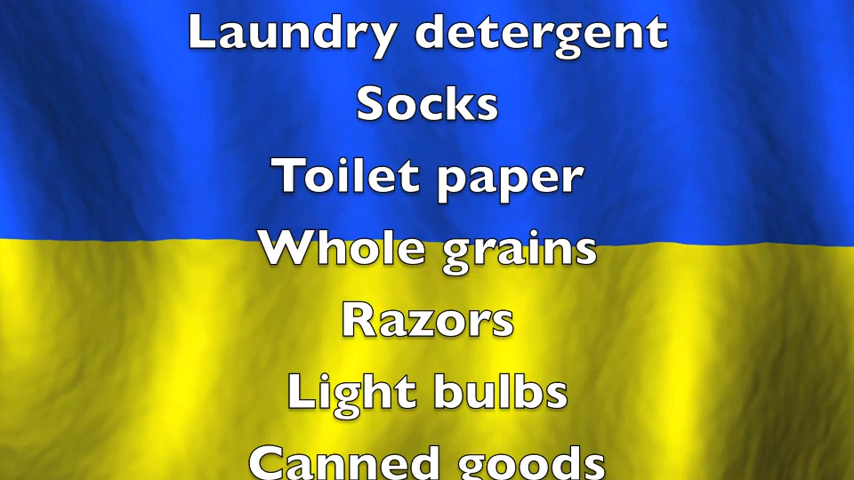 Laundry detergent
Socks
Toilet paper
Whole grains
Razors
Light bulbs
Canned goods